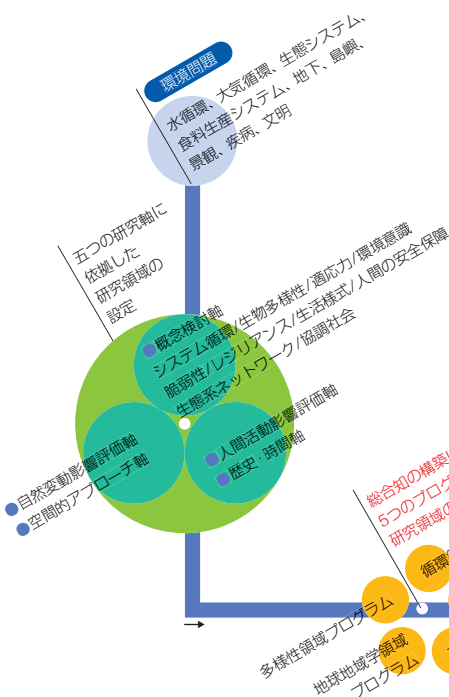 環境問題
水循環、大気循環、生態システム、
食料生産システム、地下、島嶼、
景観、疾病、文明
五つの研究軸に
依拠した
研究領域の
設定
●概念検討軸
システム循環/生物多様性/適応力/環境意識
脆弱性/レジリアンス/生活様式/人間の安全保障
生態系ネットワーク/協調社会
●人間活動影響評価軸
●歴史・時間軸
●自然変動影響評価軸
●空間的アプローチ軸
総合知の構築
5つのプログ
研究領域の
循環
多様性領域プログラム
地球地域学領域
プログラム